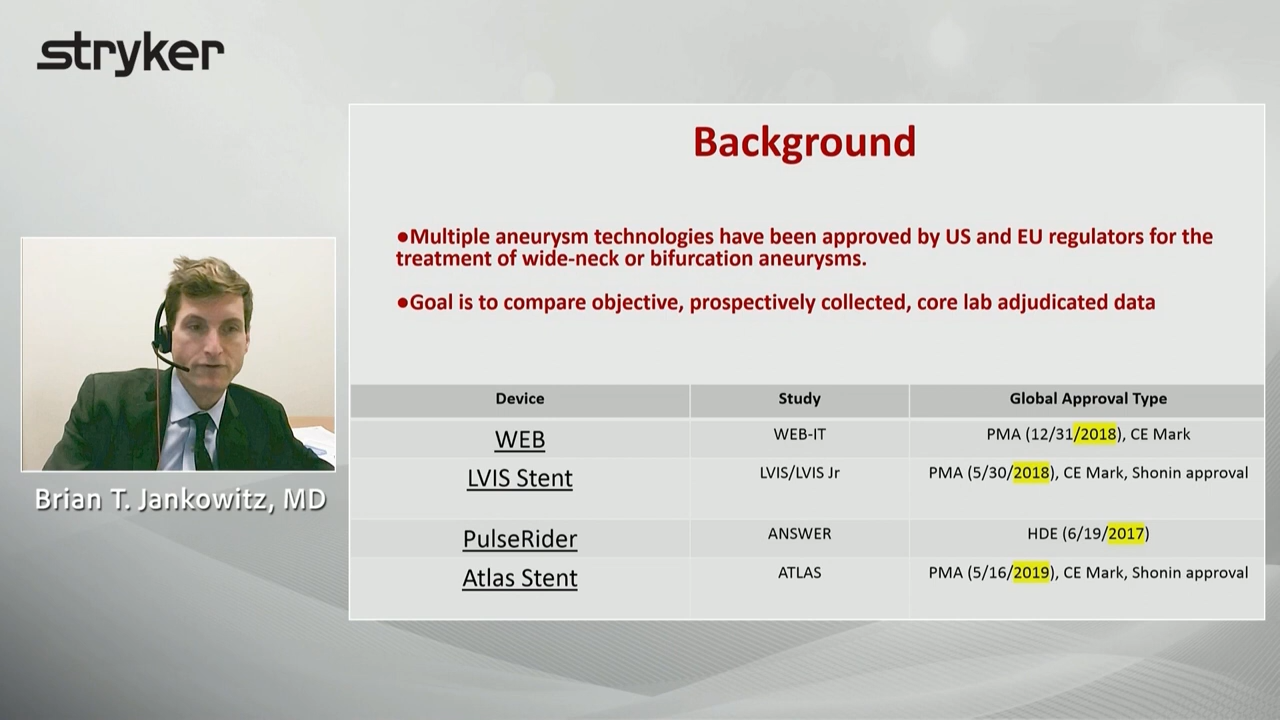 stryker
Background
●Multiple aneurysm technologies have been approved by US and EU regulators for the
treatment of wide-neck or bifurcation aneurysms.
●Goal is to compare objective, prospectively collected, core lab adjudicated data
Device Study Global Approval Type
WEB WEB-IT PMA (12/31/2018), CE Mark
LVIS Stent LVIS/LVIS Jr PMA (5/30/2018), CE Mark, Shonin approval
PulseRider ANSWER HDE (6/19/2017)
Atlas Stent ATLAS PMA (5/16/2019), CE Mark, Shonin approval
Brian T. Jankowitz, MD